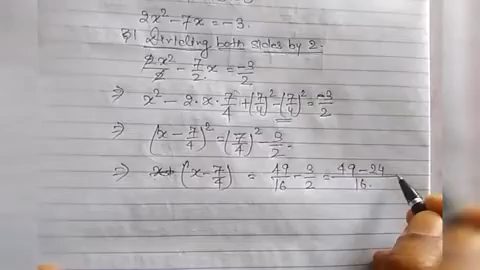 2x² - 7x = -3.
By Dividing both sides by 2.
2x²/2 - 7/2 x = -3/2
⇒ x² - 2·x·7/4 + (7/4)² - (7/4)² = -3/2
⇒ (x - 7/4)² = (7/4)² - 3/2.
⇒ (x - 7/4) = 49/16 - 3/2 = 49-24/16.